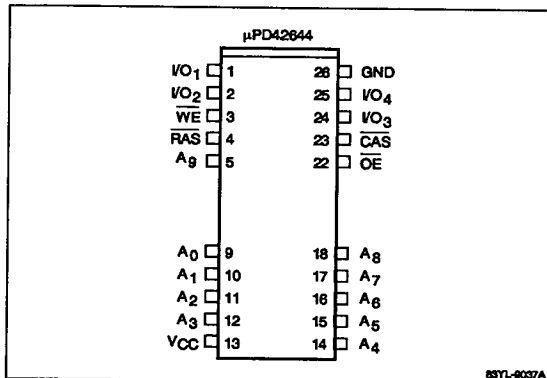 μPD42644
I/O1 1 26 GND
I/O2 2 25 I/O4
WE 3 24 I/O3
RAS 4 23 CAS
A9 5 22 OE
A0 9 18 A8
A1 10 17 A7
A2 11 16 A6
A3 12 15 A5
VCC 13 14 A4
83YL-9037A